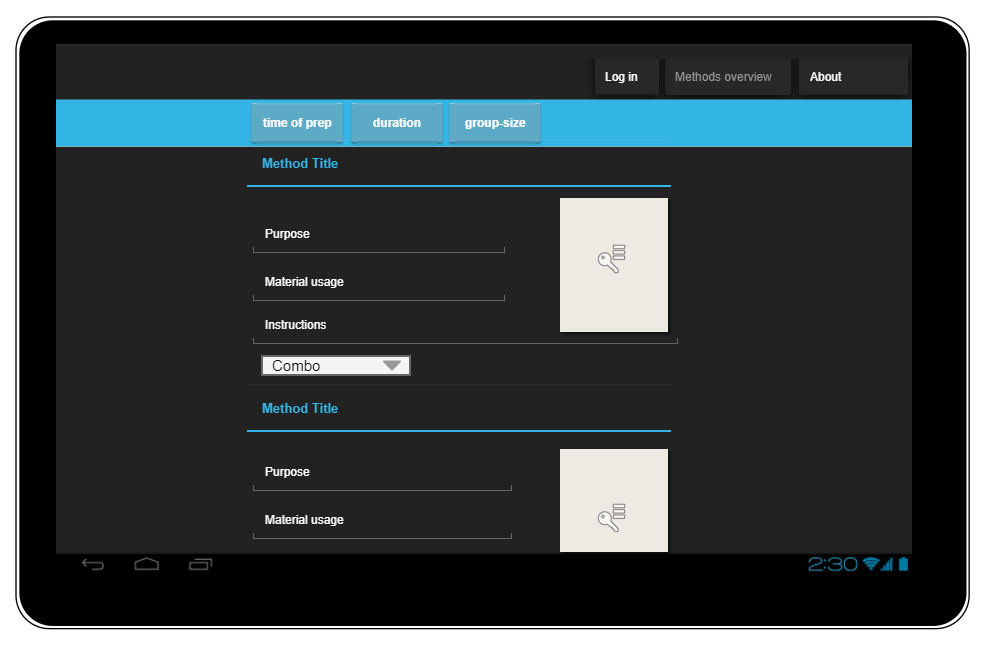 Log in Methods overview About
time of prep duration group-size
Method Title
Purpose
Material usage
Instructions
Combo
Method Title
Purpose
Material usage
2:30